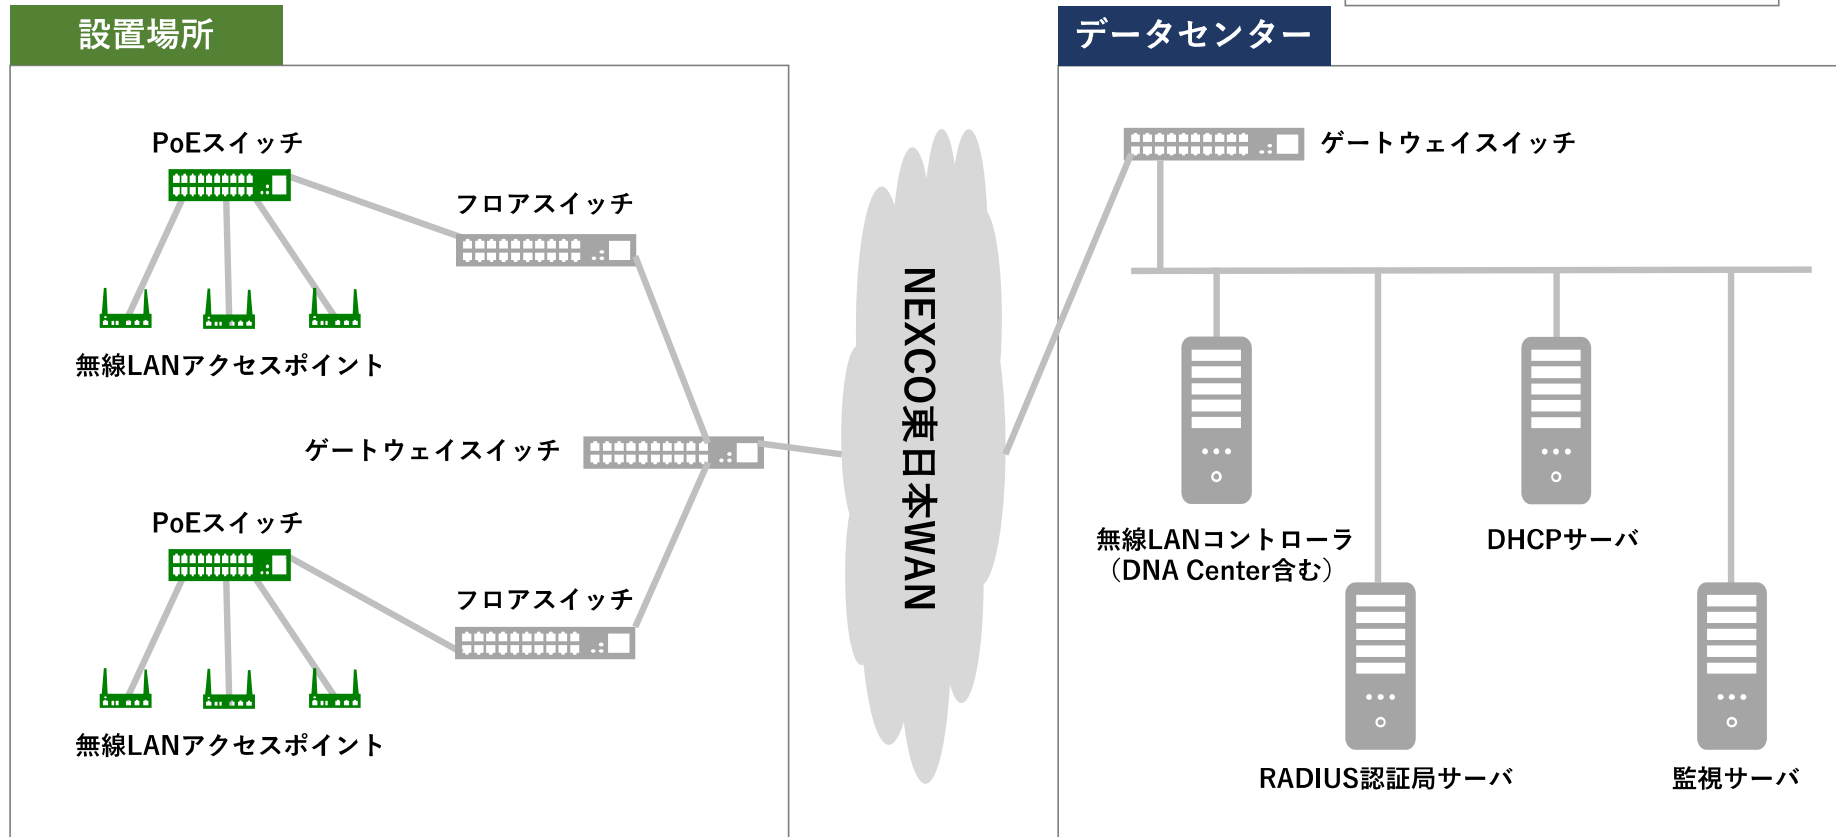 設置場所
PoEスイッチ
フロアスイッチ
無線LANアクセスポイント
ゲートウェイスイッチ
PoEスイッチ
フロアスイッチ
無線LANアクセスポイント
NEXCO東日本WAN
データセンター
ゲートウェイスイッチ
無線LANコントローラ
（DNA Center含む）
DHCPサーバ
RADIUS認証局サーバ
監視サーバ